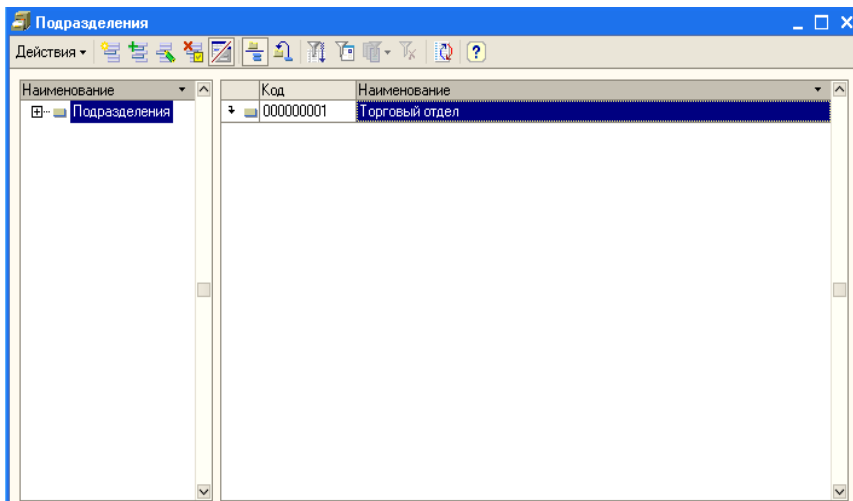 Подразделения
Действия
Наименование
Код Наименование
Подразделения
000000001 Торговый отдел